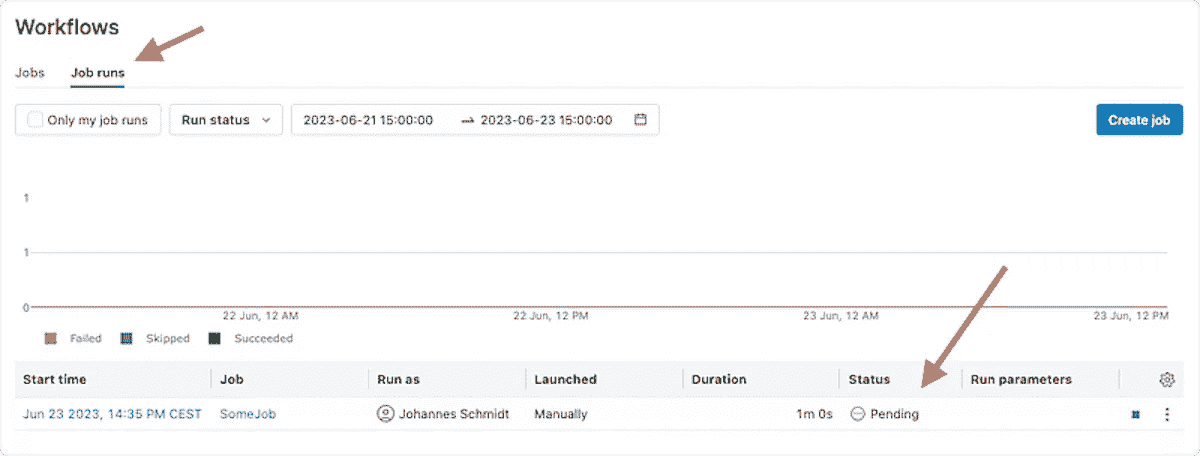 Workflows
Jobs Job runs
Only my job runs Run status 2023-06-21 15:00:00 → 2023-06-23 15:00:00 Create job
1
1
0
22 Jun, 12 AM 22 Jun, 12 PM 23 Jun, 12 AM 23 Jun, 12 PM
Failed Skipped Succeeded
Start time Job Run as Launched Duration Status Run parameters
Jun 23 2023, 14:35 PM CEST SomeJob Johannes Schmidt Manually 1m 0s Pending